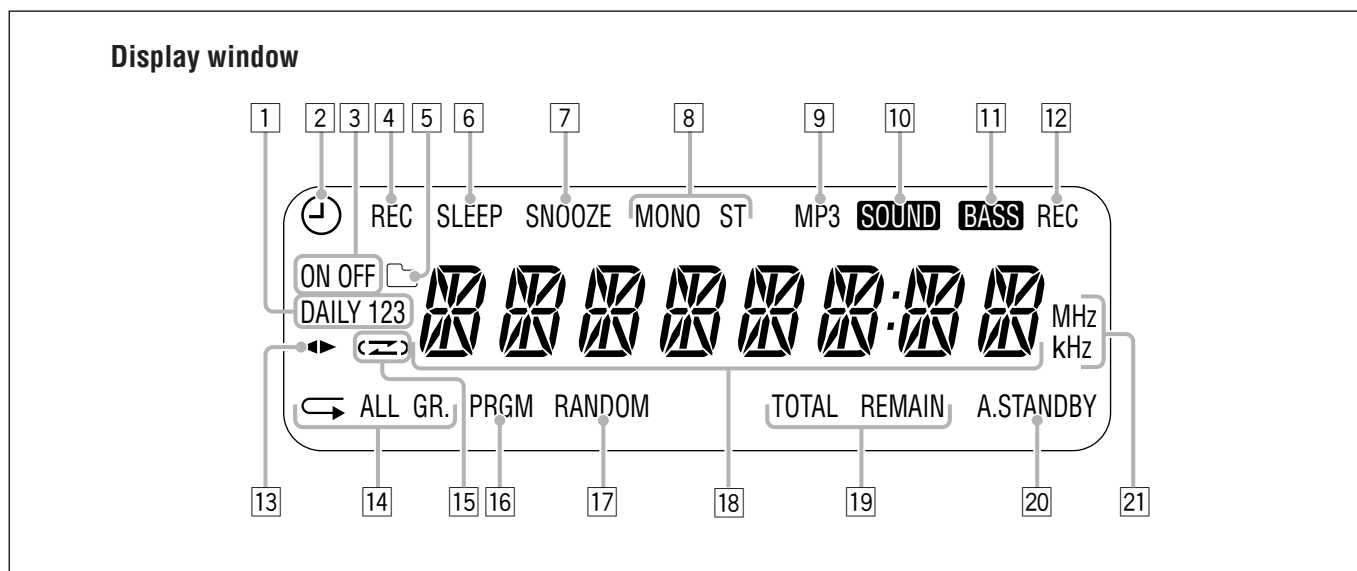 Display window
1 2 3 4 5 6 7 8 9 10 11 12
REC SLEEP SNOOZE MONO ST MP3 SOUND BASS REC
ON OFF
DAILY 123
MHz
kHz
ALL GR. PRGM RANDOM TOTAL REMAIN A.STANDBY
13 14 15 16 17 18 19 20 21